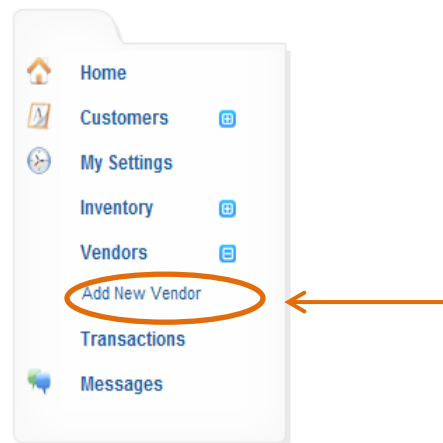 Home
Customers
My Settings
Inventory
Vendors
Add New Vendor
Transactions
Messages